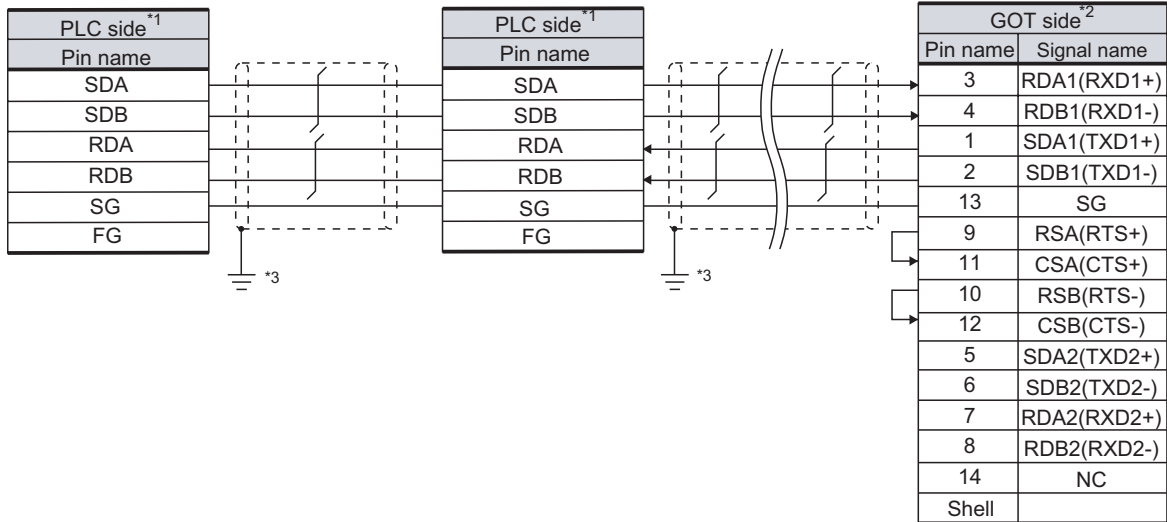 PLC side*1
Pin name
SDA
SDB
RDA
RDB
SG
FG
*3
PLC side*1
Pin name
SDA
SDB
RDA
RDB
SG
FG
*3
GOT side*2
Pin name Signal name
3 RDA1(RXD1+)
4 RDB1(RXD1-)
1 SDA1(TXD1+)
2 SDB1(TXD1-)
13 SG
9 RSA(RTS+)
11 CSA(CTS+)
10 RSB(RTS-)
12 CSB(CTS-)
5 SDA2(TXD2+)
6 SDB2(TXD2-)
7 RDA2(RXD2+)
8 RDB2(RXD2-)
14 NC
Shell